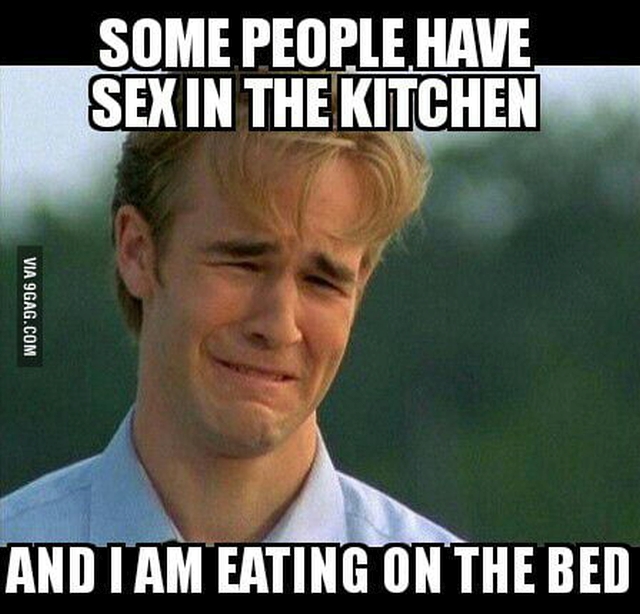 SOME PEOPLE HAVE
SEX IN THE KITCHEN
VIA 9GAG.COM
AND I AM EATING ON THE BED